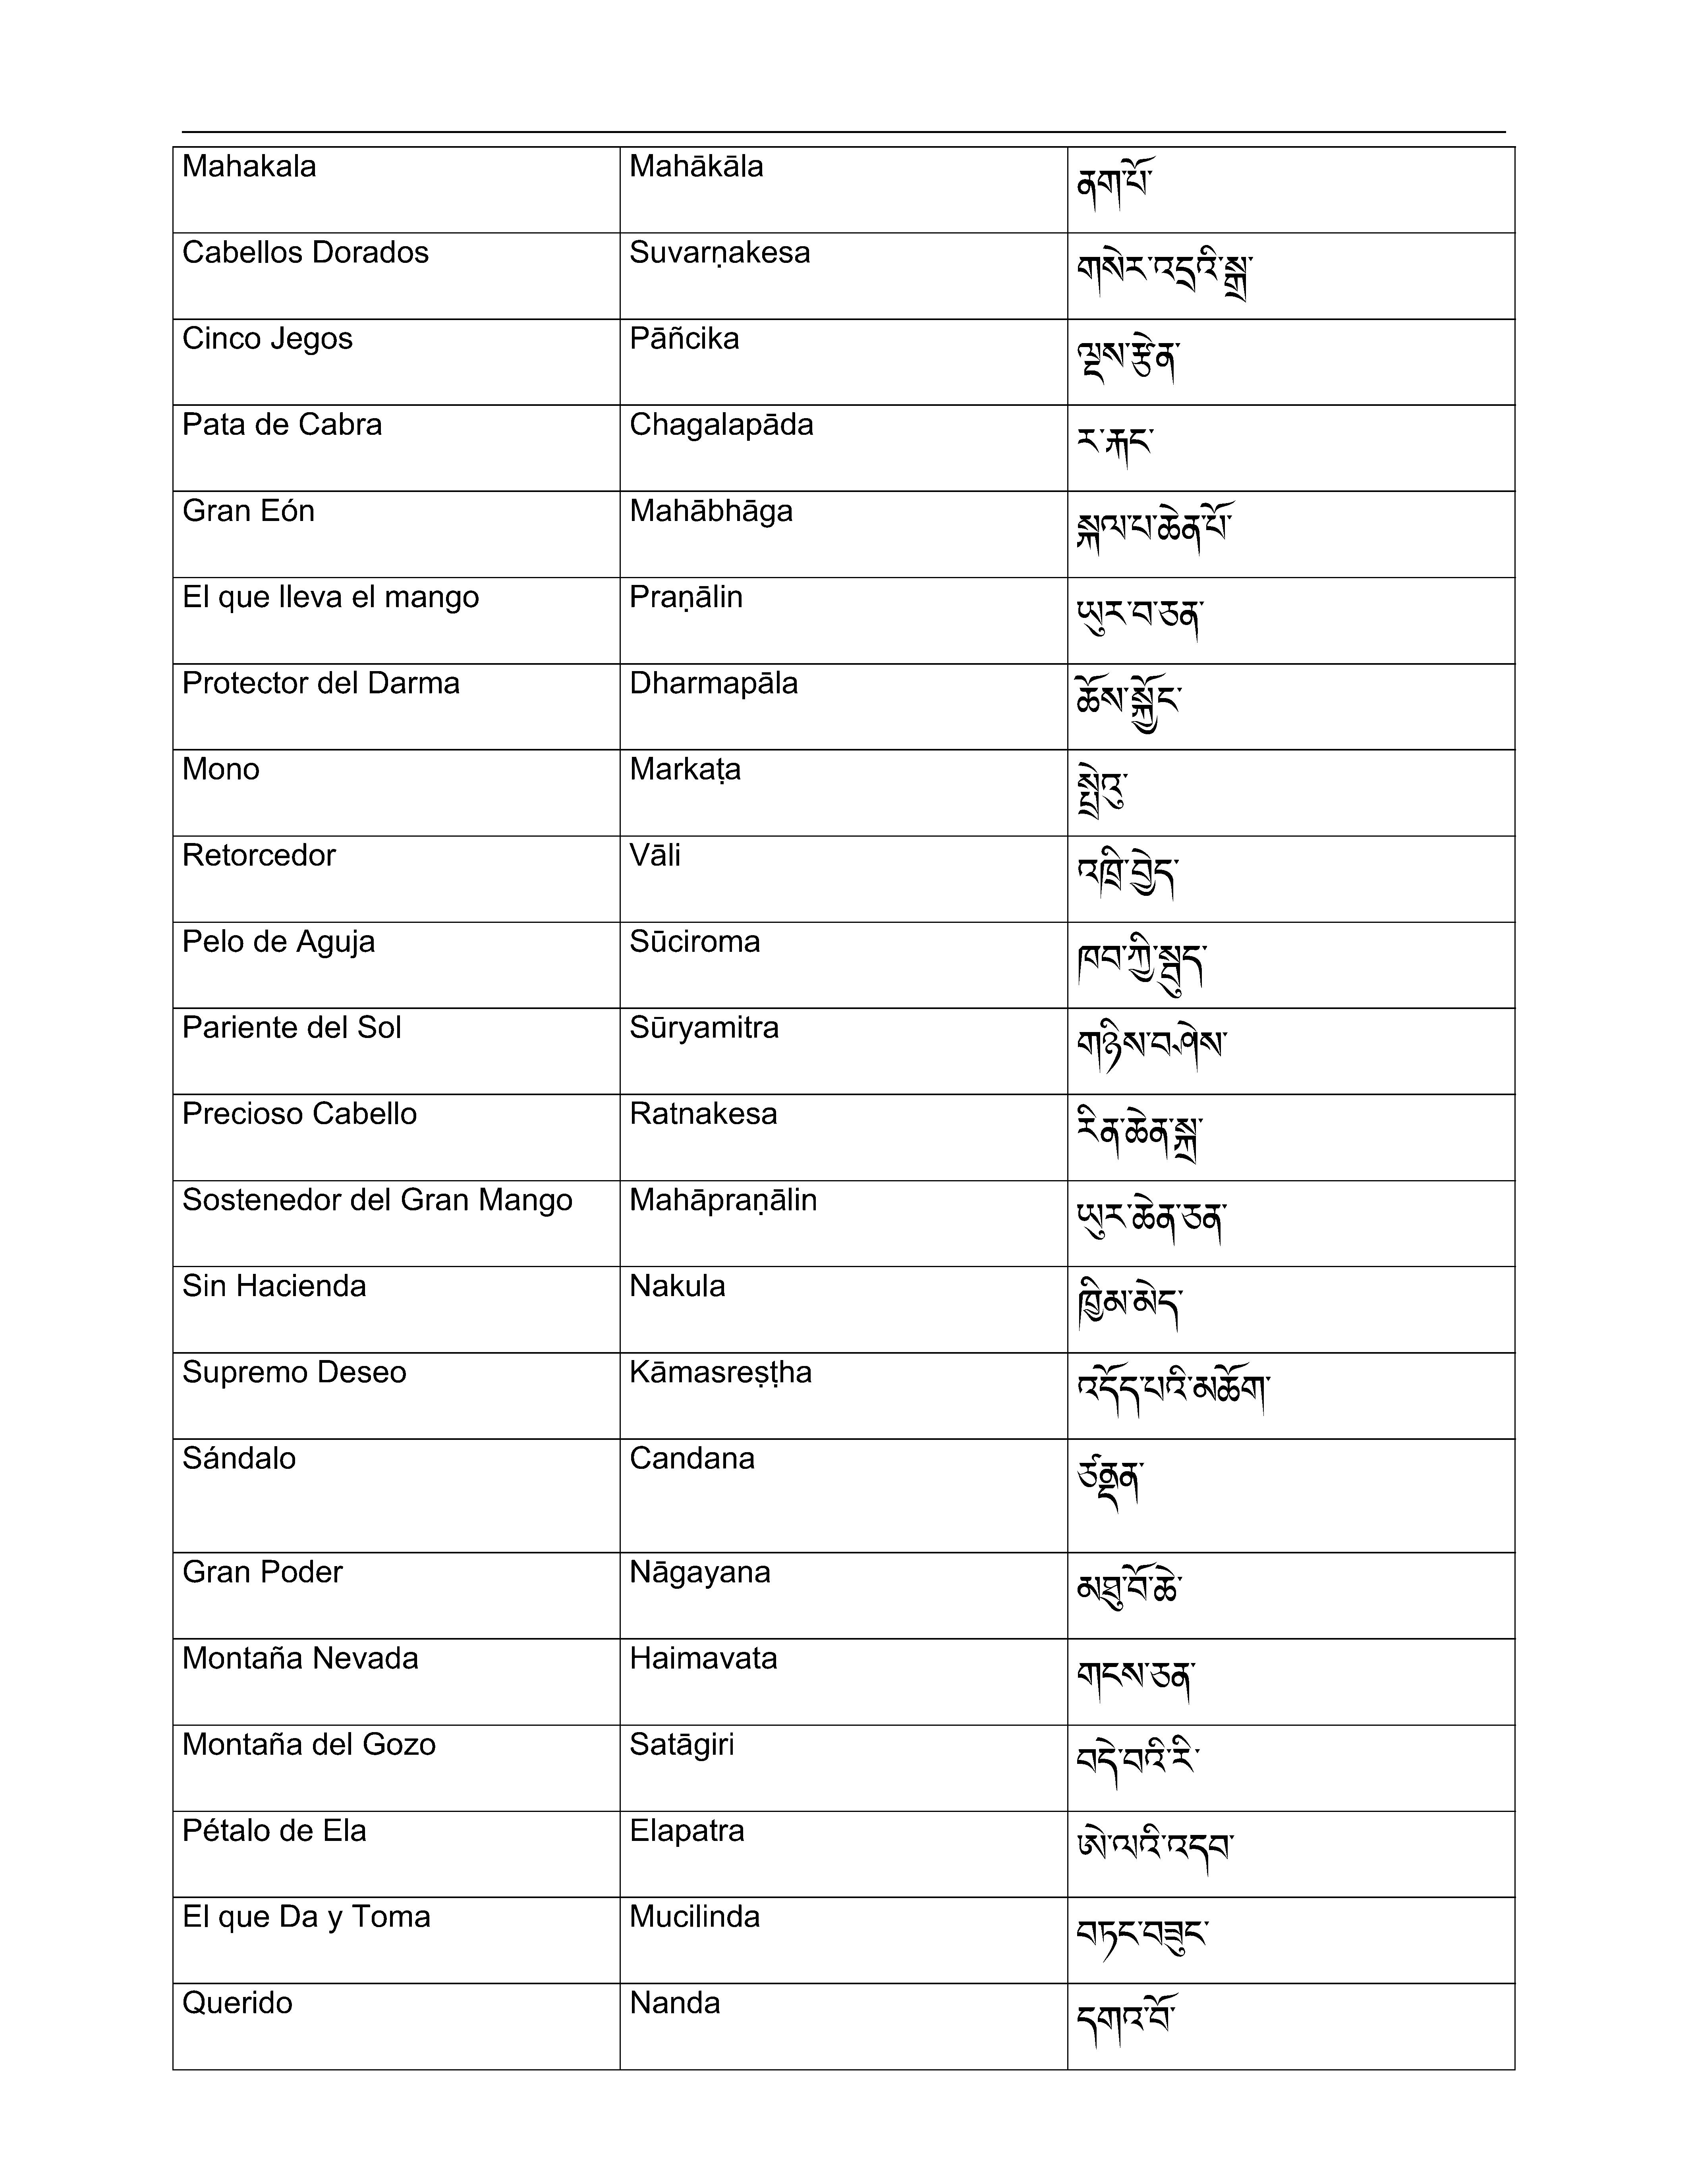 Mahakala Mahākāla ནག་པོ་
Cabellos Dorados Suvarṇakesa གསེར་འདྲའི་སྒྲ་
Cinco Jegos Pāñcika ལྔས་རྩེན་
Pata de Cabra Chagalapāda ར་རྐང་
Gran Eón Mahābhāga སྐལ་པ་ཆེན་པོ་
El que lleva el mango Praṇālin ཡུར་བ་ཅན་
Protector del Darma Dharmapāla ཆོས་སྐྱོང་
Mono Markaṭa སྤྲེའུ་
Retorcedor Vāli འཁྲི་བྱེད་
Pelo de Aguja Sūciroma ཁབ་ཀྱི་སྤུད་
Pariente del Sol Sūryamitra གཉིས་བཤེས་
Precioso Cabello Ratnakesa རིན་ཆེན་སྐྲ་
Sostenedor del Gran Mango Mahāpraṇālin ཡུར་ཆེན་ཅན་
Sin Hacienda Nakula ཁྱིམ་མེད་
Supremo Deseo Kāmasreṣṭha འདོད་པའི་མཆོག་
Sándalo Candana ཙནྡན་
Gran Poder Nāgayana མཐུ་བོ་ཆེ་
Montaña Nevada Haimavata གངས་ཅན་
Montaña del Gozo Satāgiri བདེ་བའི་རི་
Pétalo de Ela Elapatra ཨེ་ལའི་འདབ་
El que Da y Toma Mucilinda བཏང་བཟུང་
Querido Nanda དགའ་བོ་